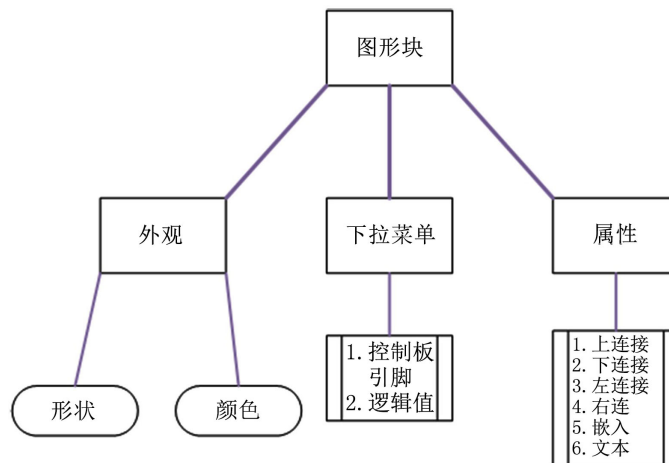 图形块
外观
下拉菜单
属性
形状
颜色
1. 控制板
引脚
2. 逻辑值
1. 上连接
2. 下连接
3. 左连接
4. 右连
5. 嵌入
6. 文本